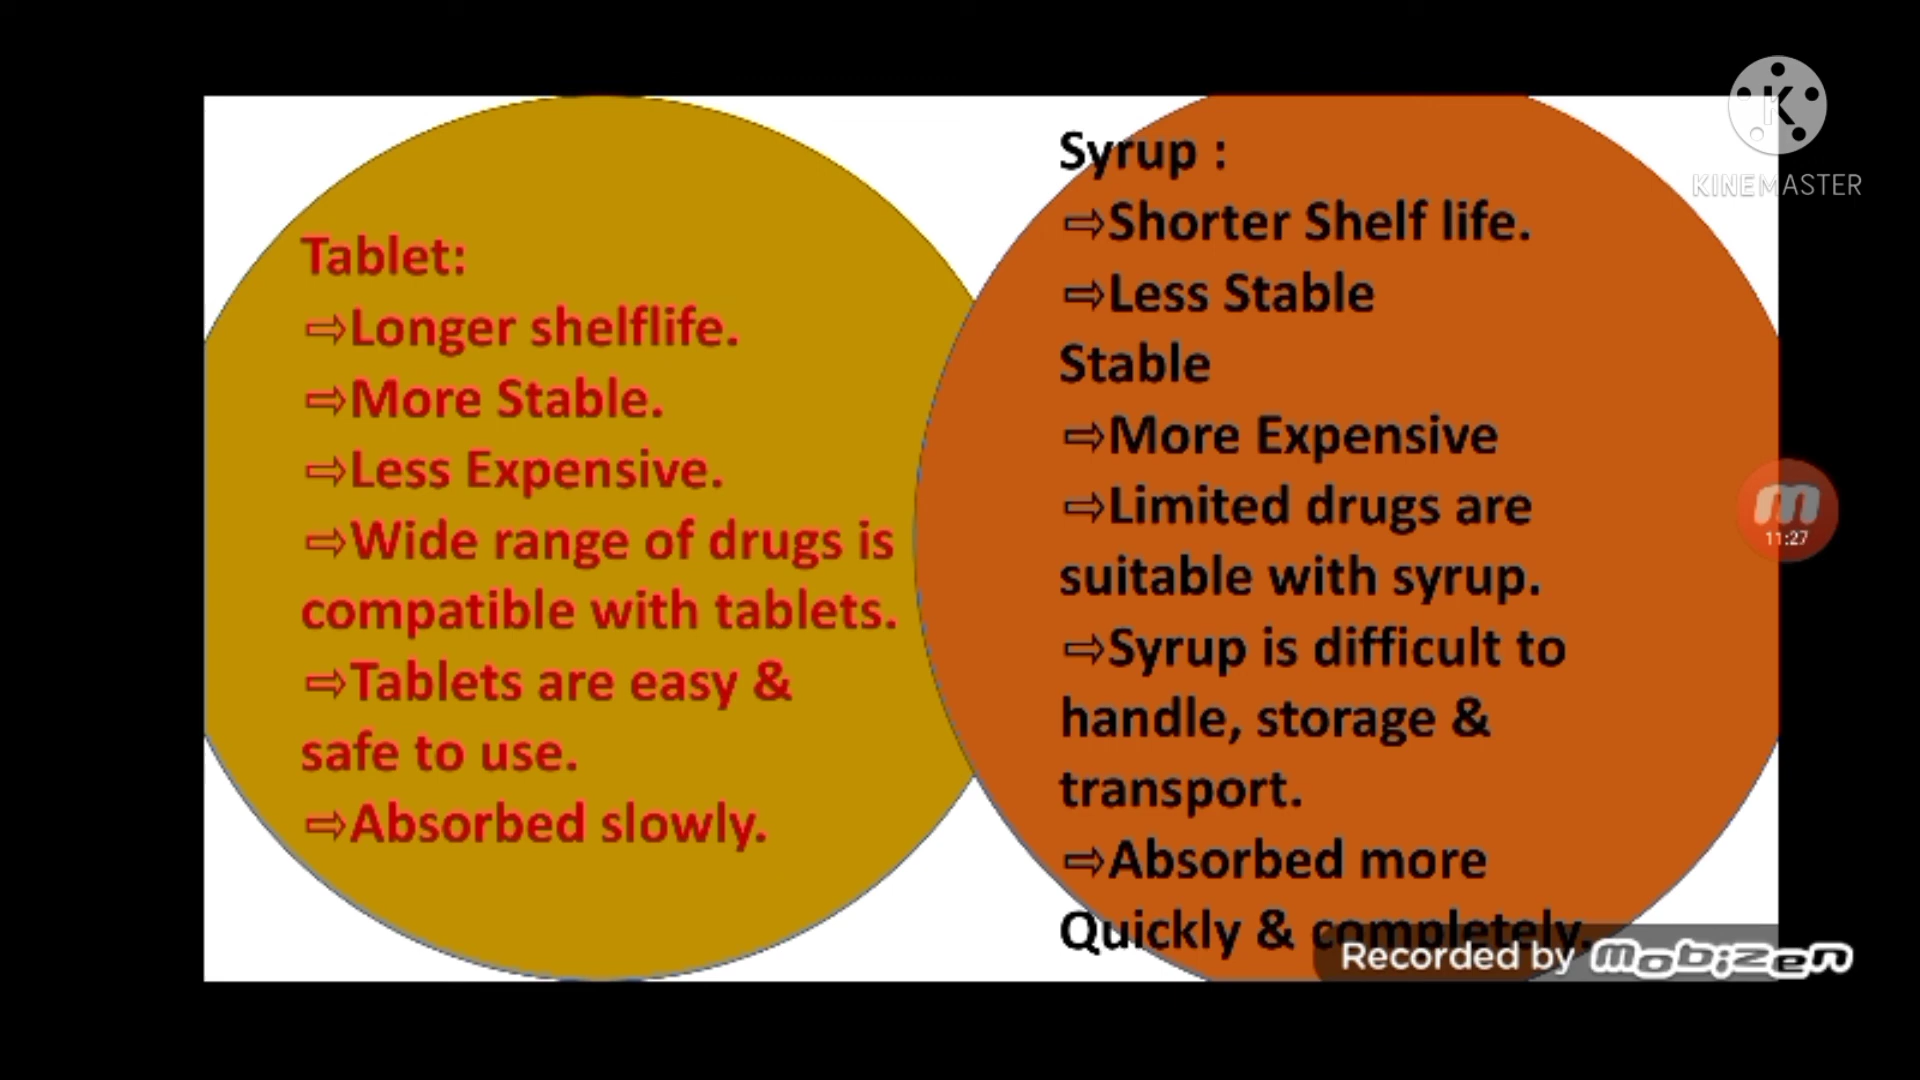 Tablet:
⇨Longer shelflife.
⇨More Stable.
⇨Less Expensive.
⇨Wide range of drugs is
compatible with tablets.
⇨Tablets are easy &
safe to use.
⇨Absorbed slowly.
Syrup :
⇨Shorter Shelf life.
⇨Less Stable
Stable
⇨More Expensive
⇨Limited drugs are
suitable with syrup.
⇨Syrup is difficult to
handle, storage &
transport.
⇨Absorbed more
Quickly & completely.
K
KINEMASTER
m
11:27
Recorded by mobizen